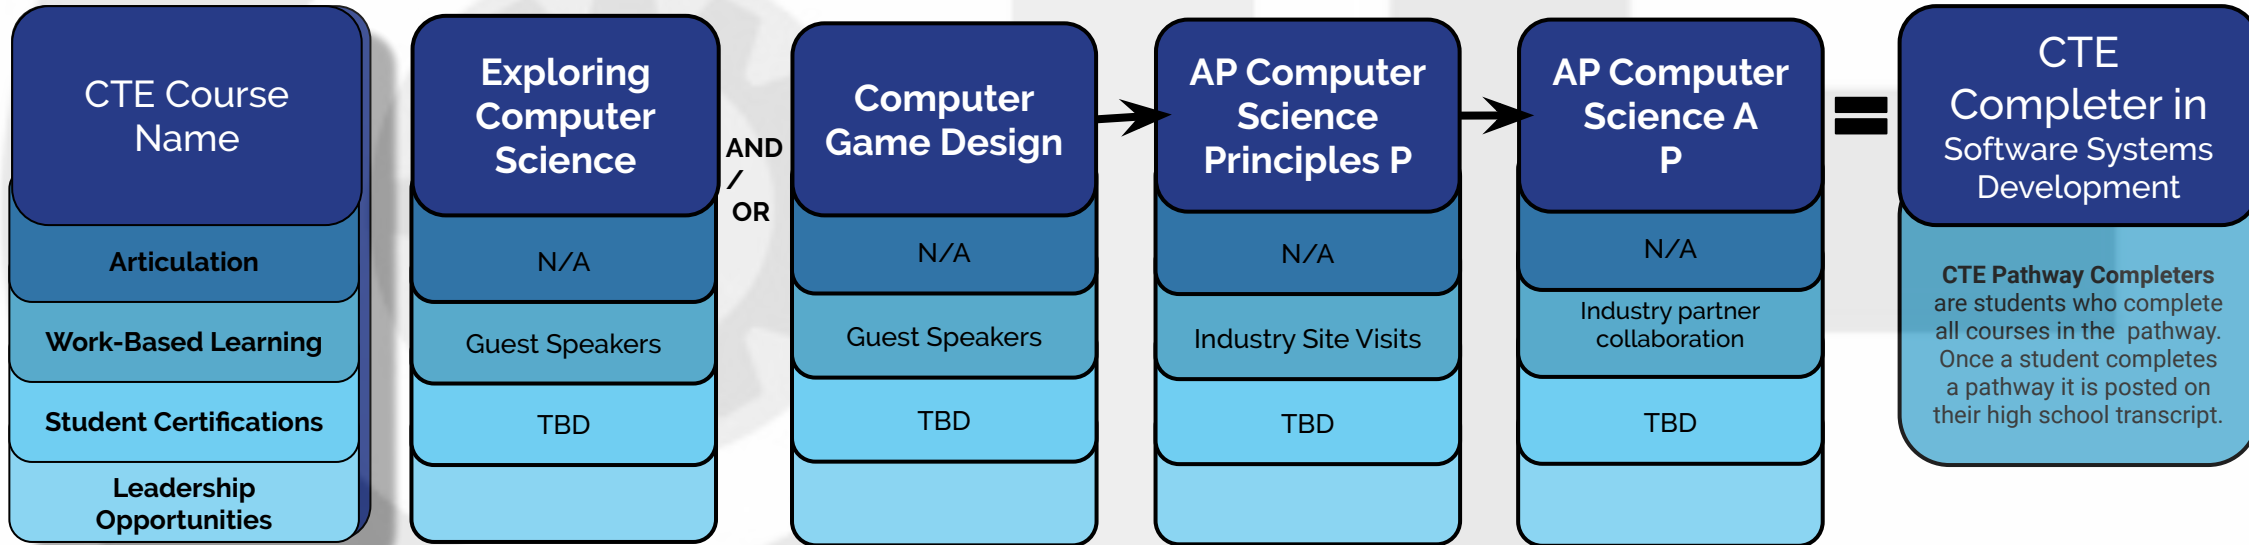 CTE Course
Name
Articulation
Work-Based Learning
Student Certifications
Leadership
Opportunities
Exploring
Computer
Science
N/A
Guest Speakers
TBD
AND
/
OR
Computer
Game Design
N/A
Guest Speakers
TBD
AP Computer
Science
Principles P
N/A
Industry Site Visits
TBD
AP Computer
Science A
P
N/A
Industry partner
collaboration
TBD
=
CTE
Completer in
Software Systems
Development
CTE Pathway Completers
are students who complete
all courses in the pathway.
Once a student completes
a pathway it is posted on
their high school transcript.